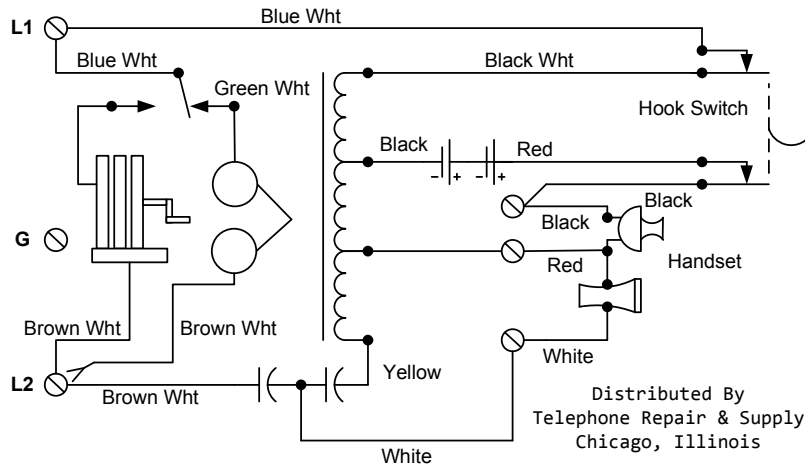 L1
Blue Wht
Blue Wht
Green Wht
Black Wht
Hook Switch
Black
Red
- + - +
Black
Black
G
Red
Handset
Brown Wht
Brown Wht
White
L2
Brown Wht
Yellow
White
Distributed By
Telephone Repair & Supply
Chicago, Illinois